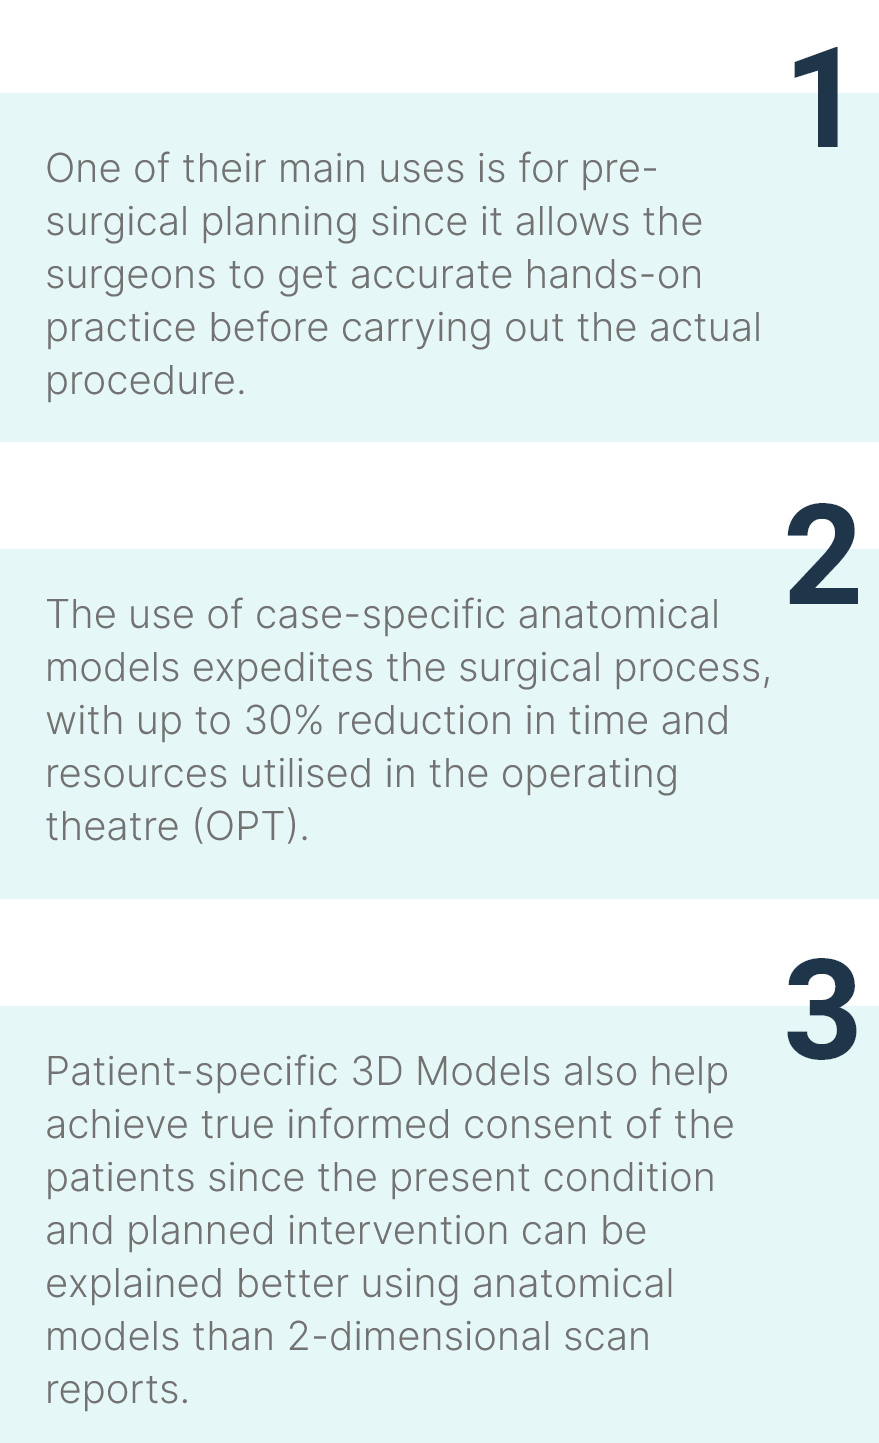 1
One of their main uses is for pre-
surgical planning since it allows the
surgeons to get accurate hands-on
practice before carrying out the actual
procedure.
2
The use of case-specific anatomical
models expedites the surgical process,
with up to 30% reduction in time and
resources utilised in the operating
theatre (OPT).
3
Patient-specific 3D Models also help
achieve true informed consent of the
patients since the present condition
and planned intervention can be
explained better using anatomical
models than 2-dimensional scan
reports.